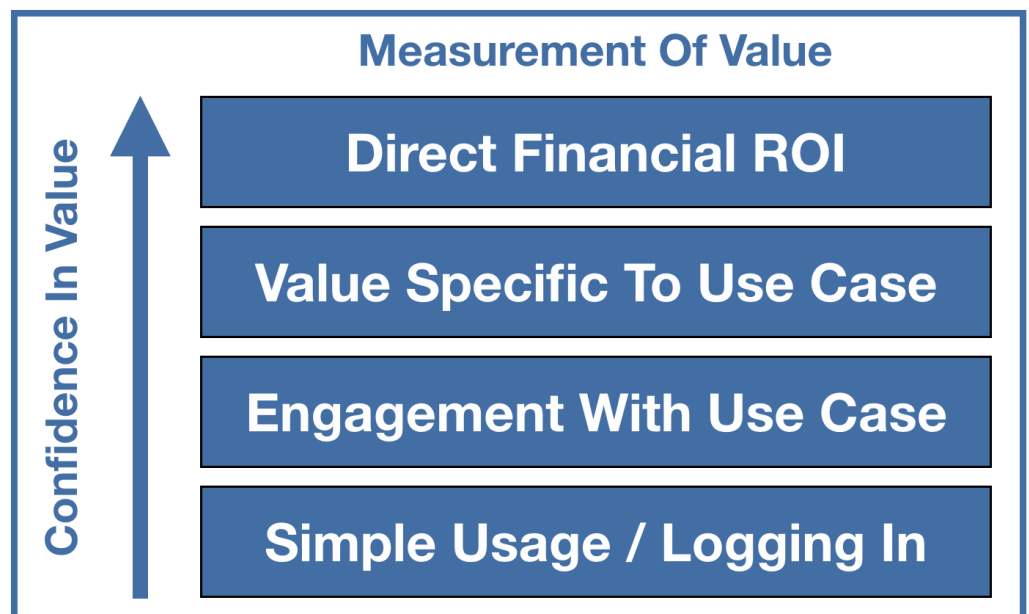 Measurement Of Value
Confidence In Value
Direct Financial ROI
Value Specific To Use Case
Engagement With Use Case
Simple Usage / Logging In